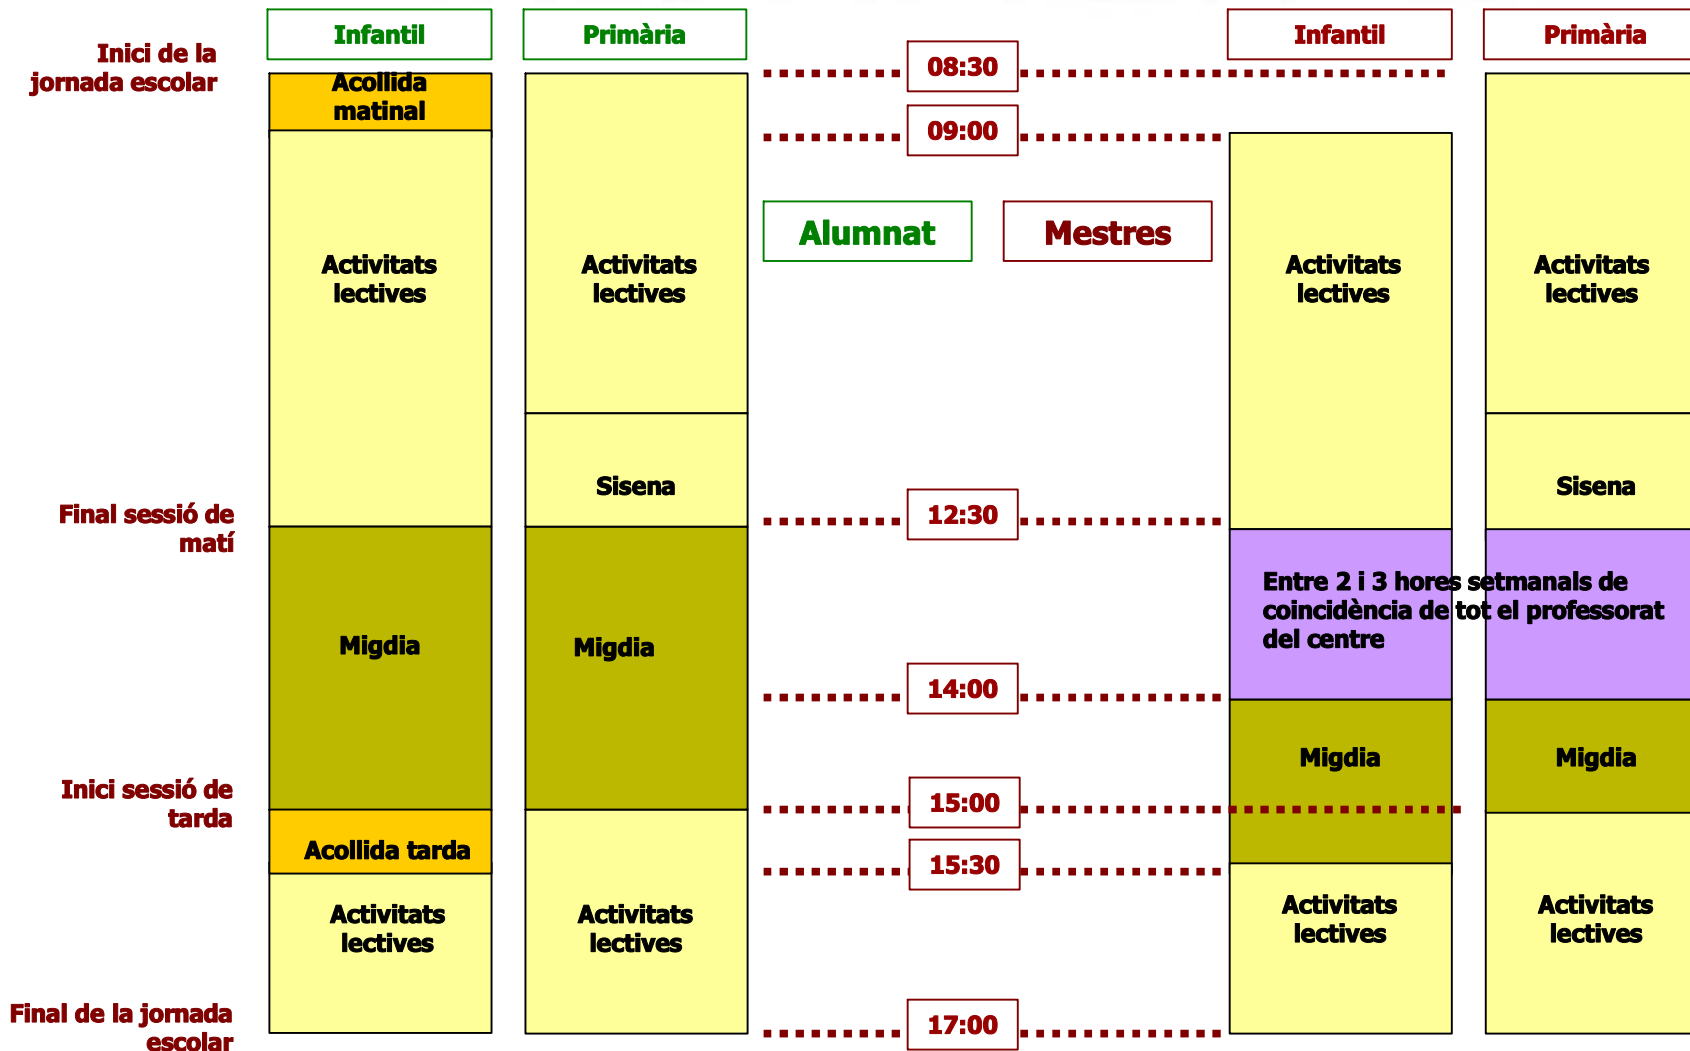 Infantil
Primària
Infantil
Primària
Inici de la
jornada escolar
08:30
Acollida
matinal
09:00
Alumnat
Mestres
Activitats
lectives
Activitats
lectives
Activitats
lectives
Activitats
lectives
Sisena
Sisena
Final sessió de
matí
12:30
Entre 2 i 3 hores setmanals de
coincidència de tot el professorat
del centre
Migdia
Migdia
14:00
Migdia
Migdia
Inici sessió de
tarda
15:00
Acollida tarda
15:30
Activitats
lectives
Activitats
lectives
Activitats
lectives
Activitats
lectives
Final de la jornada
escolar
17:00